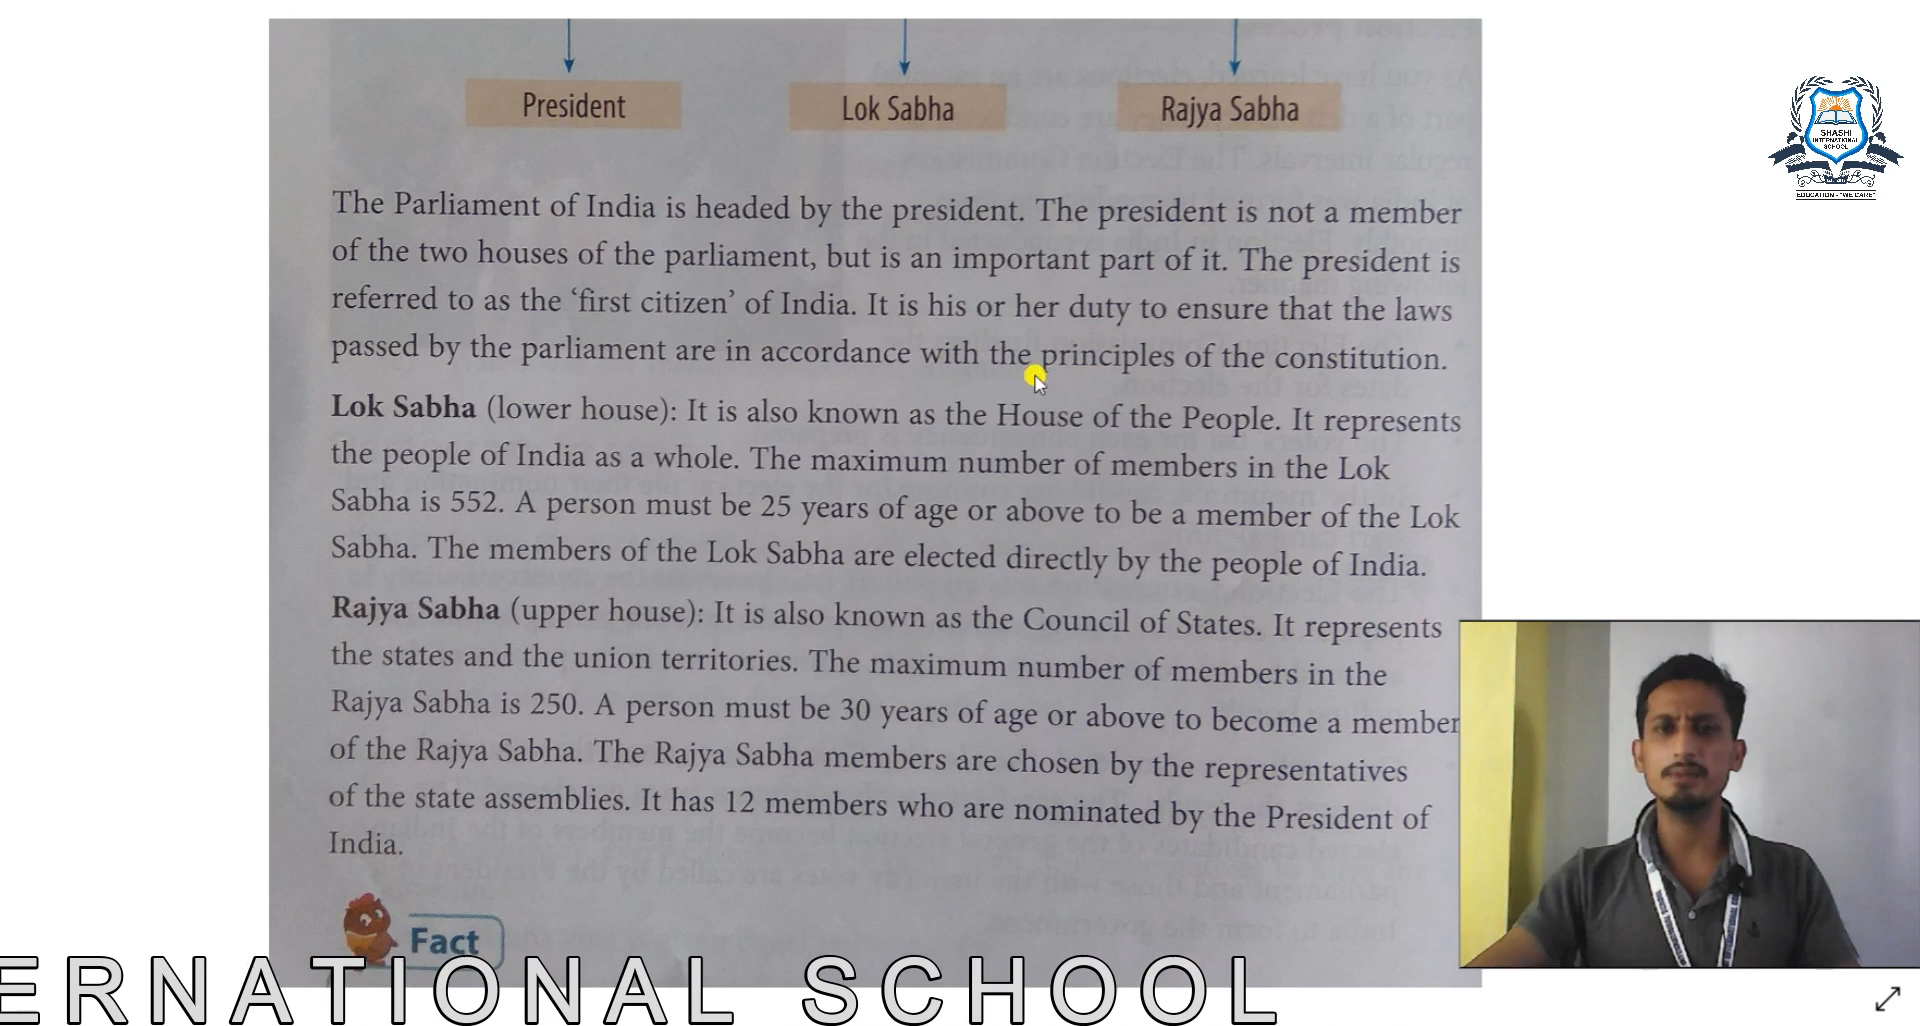 President
Lok Sabha
Rajya Sabha
SHASHI
INTERNATIONAL
SCHOOL
EDUCATION - "WE CARE"
The Parliament of India is headed by the president. The president is not a member
of the two houses of the parliament, but is an important part of it. The president is
referred to as the ‘first citizen’ of India. It is his or her duty to ensure that the laws
passed by the parliament are in accordance with the principles of the constitution.
Lok Sabha (lower house): It is also known as the House of the People. It represents
the people of India as a whole. The maximum number of members in the Lok
Sabha is 552. A person must be 25 years of age or above to be a member of the Lok
Sabha. The members of the Lok Sabha are elected directly by the people of India.
Rajya Sabha (upper house): It is also known as the Council of States. It represents
the states and the union territories. The maximum number of members in the
Rajya Sabha is 250. A person must be 30 years of age or above to become a member
of the Rajya Sabha. The Rajya Sabha members are chosen by the representatives
of the state assemblies. It has 12 members who are nominated by the President of
India.
Fact
ERNATIONAL SCHOOL